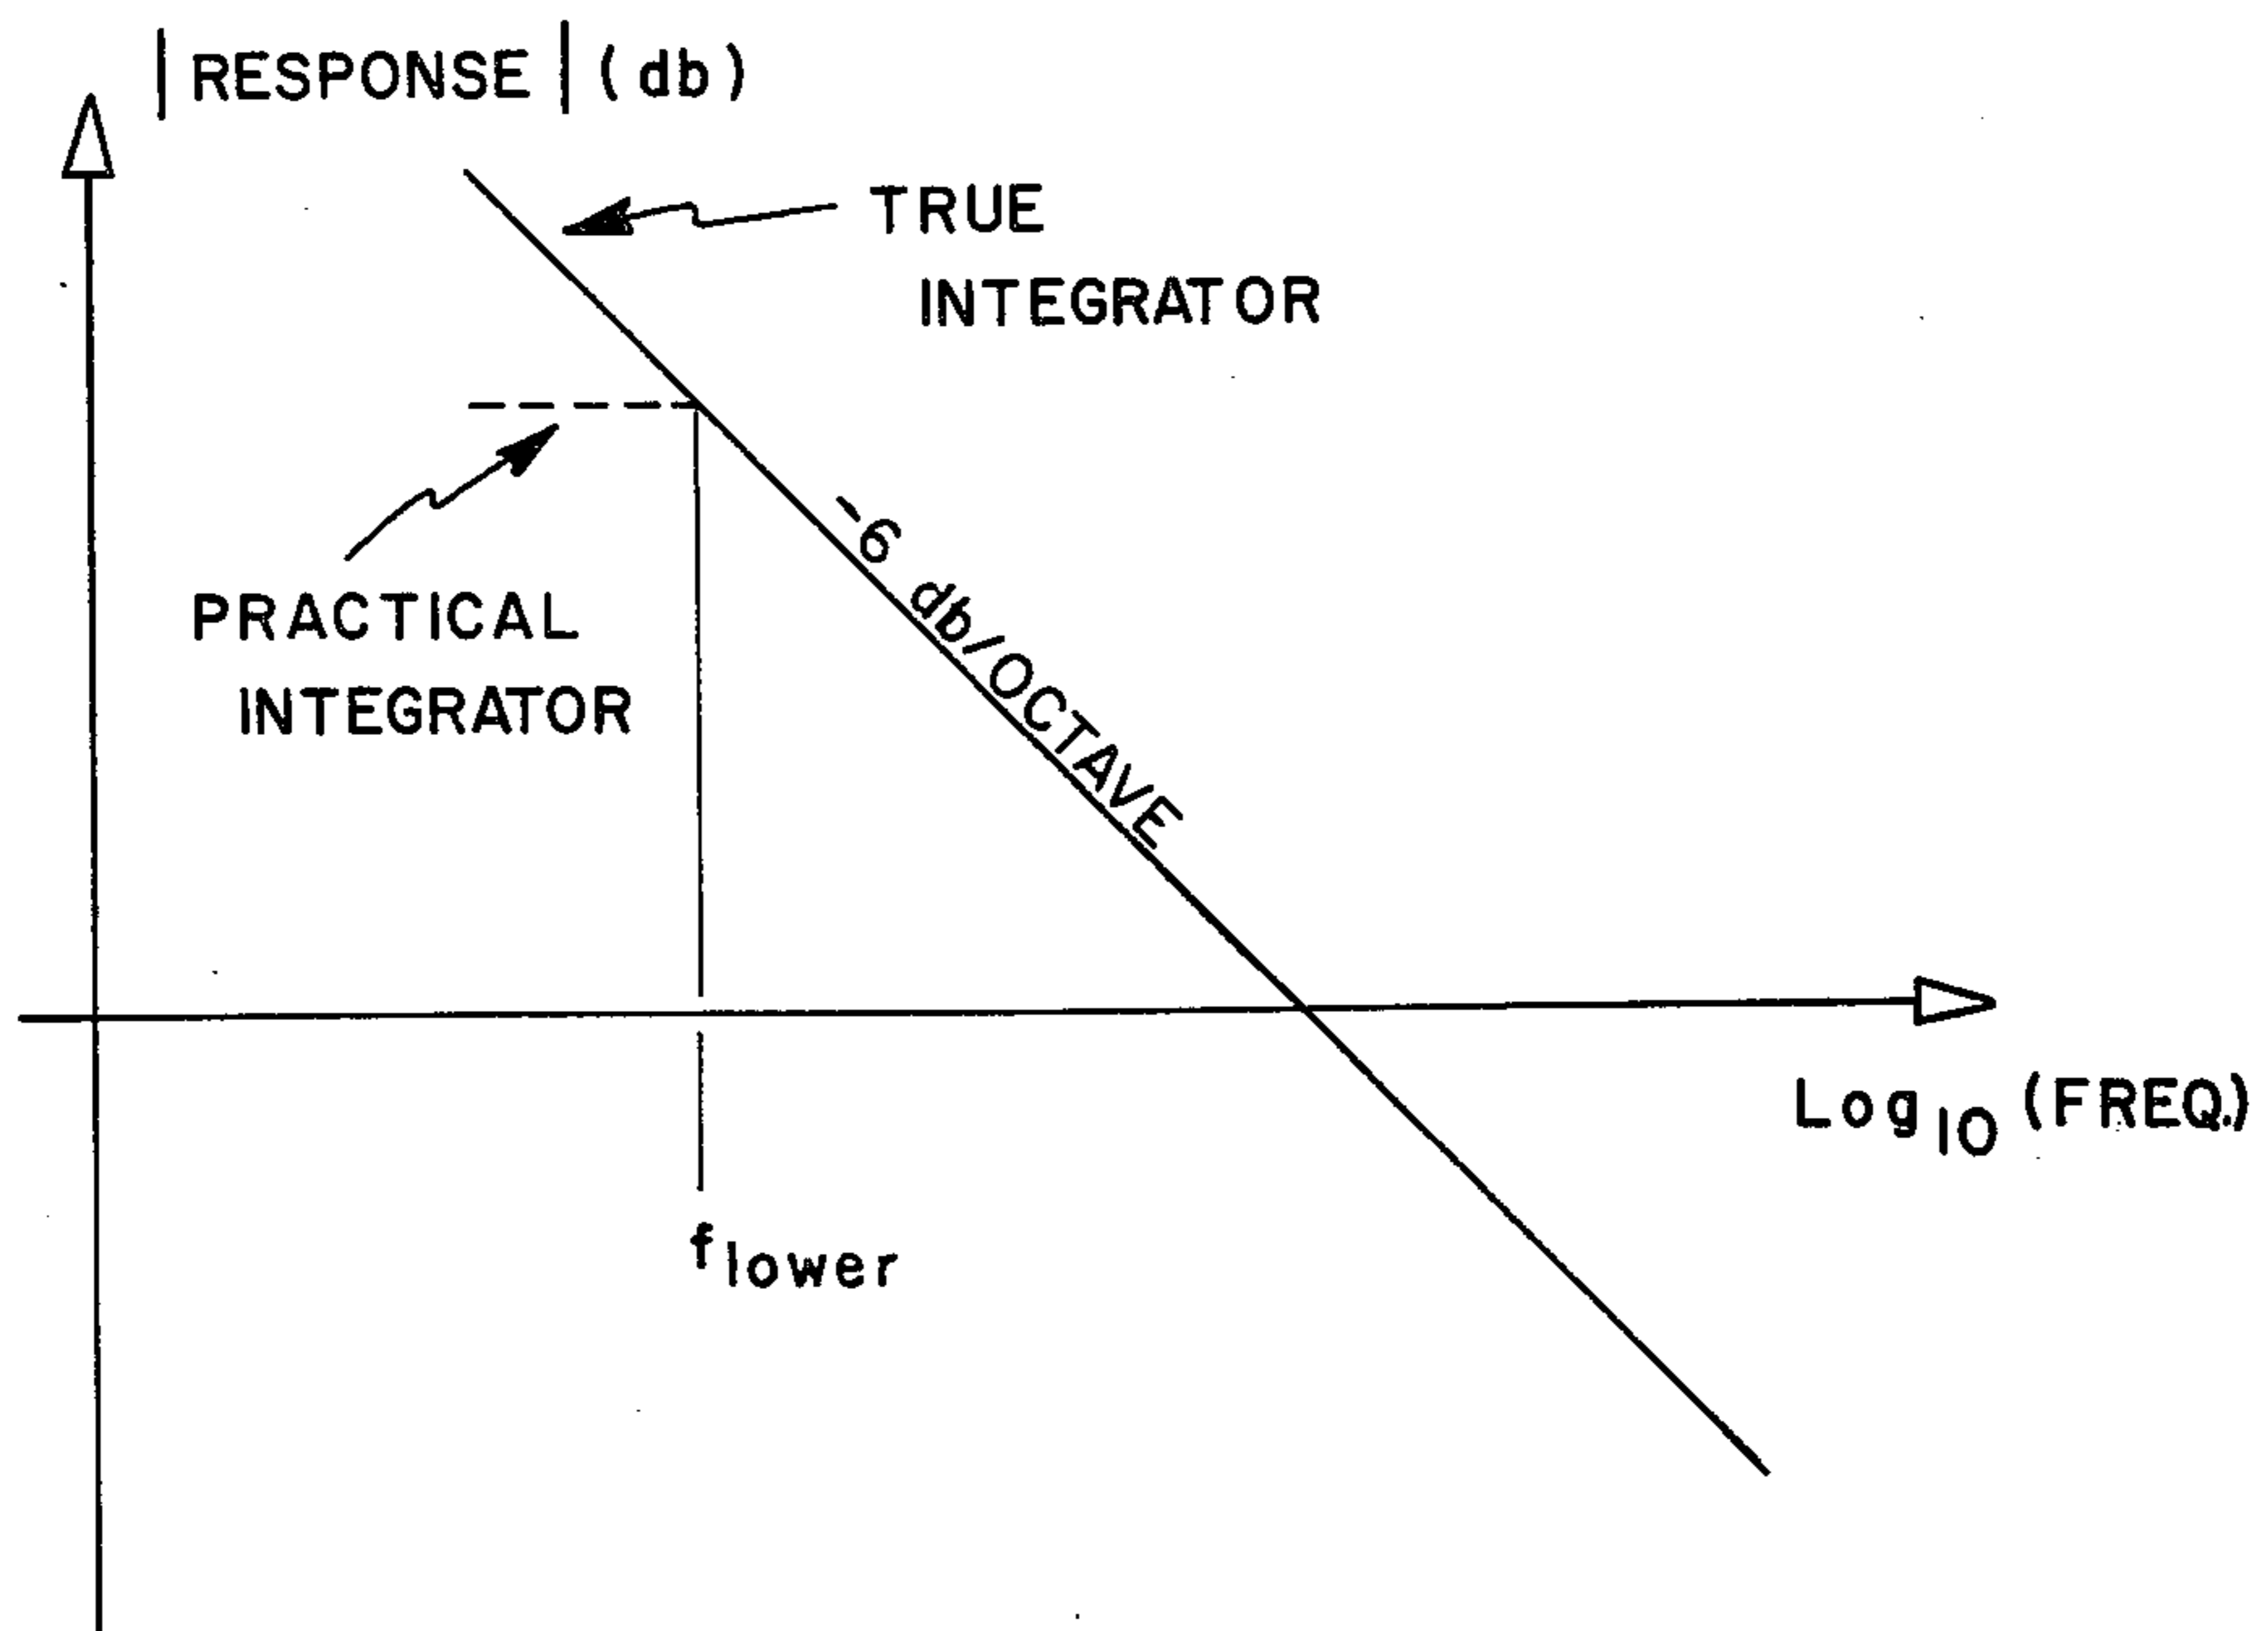 |RESPONSE| (db)
TRUE
INTEGRATOR
-6 db/OCTAVE
PRACTICAL
INTEGRATOR
Log10 (FREQ.)
flower